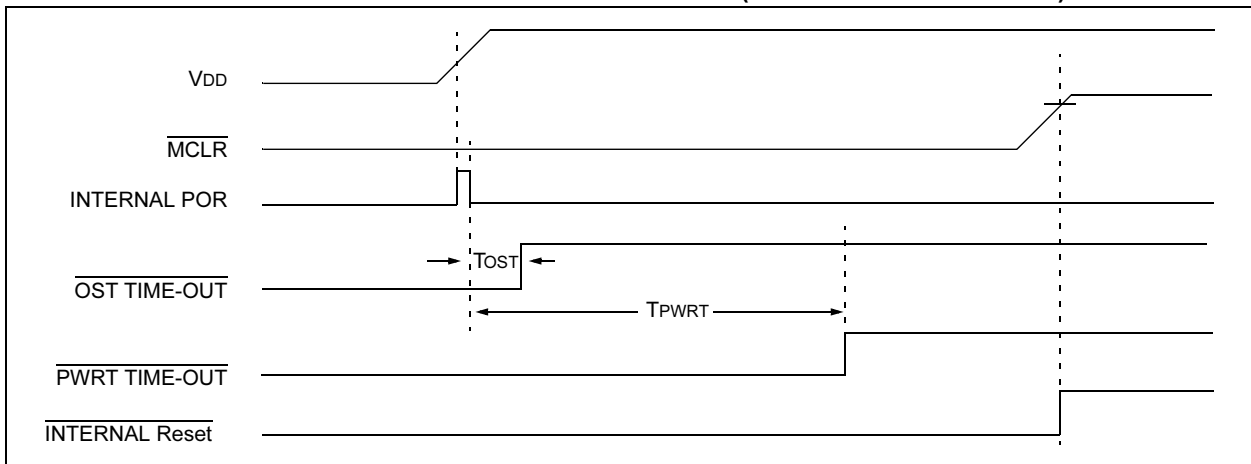 VDD
MCLR
INTERNAL POR
TOST
OST TIME-OUT
TPWRT
PWRT TIME-OUT
INTERNAL Reset